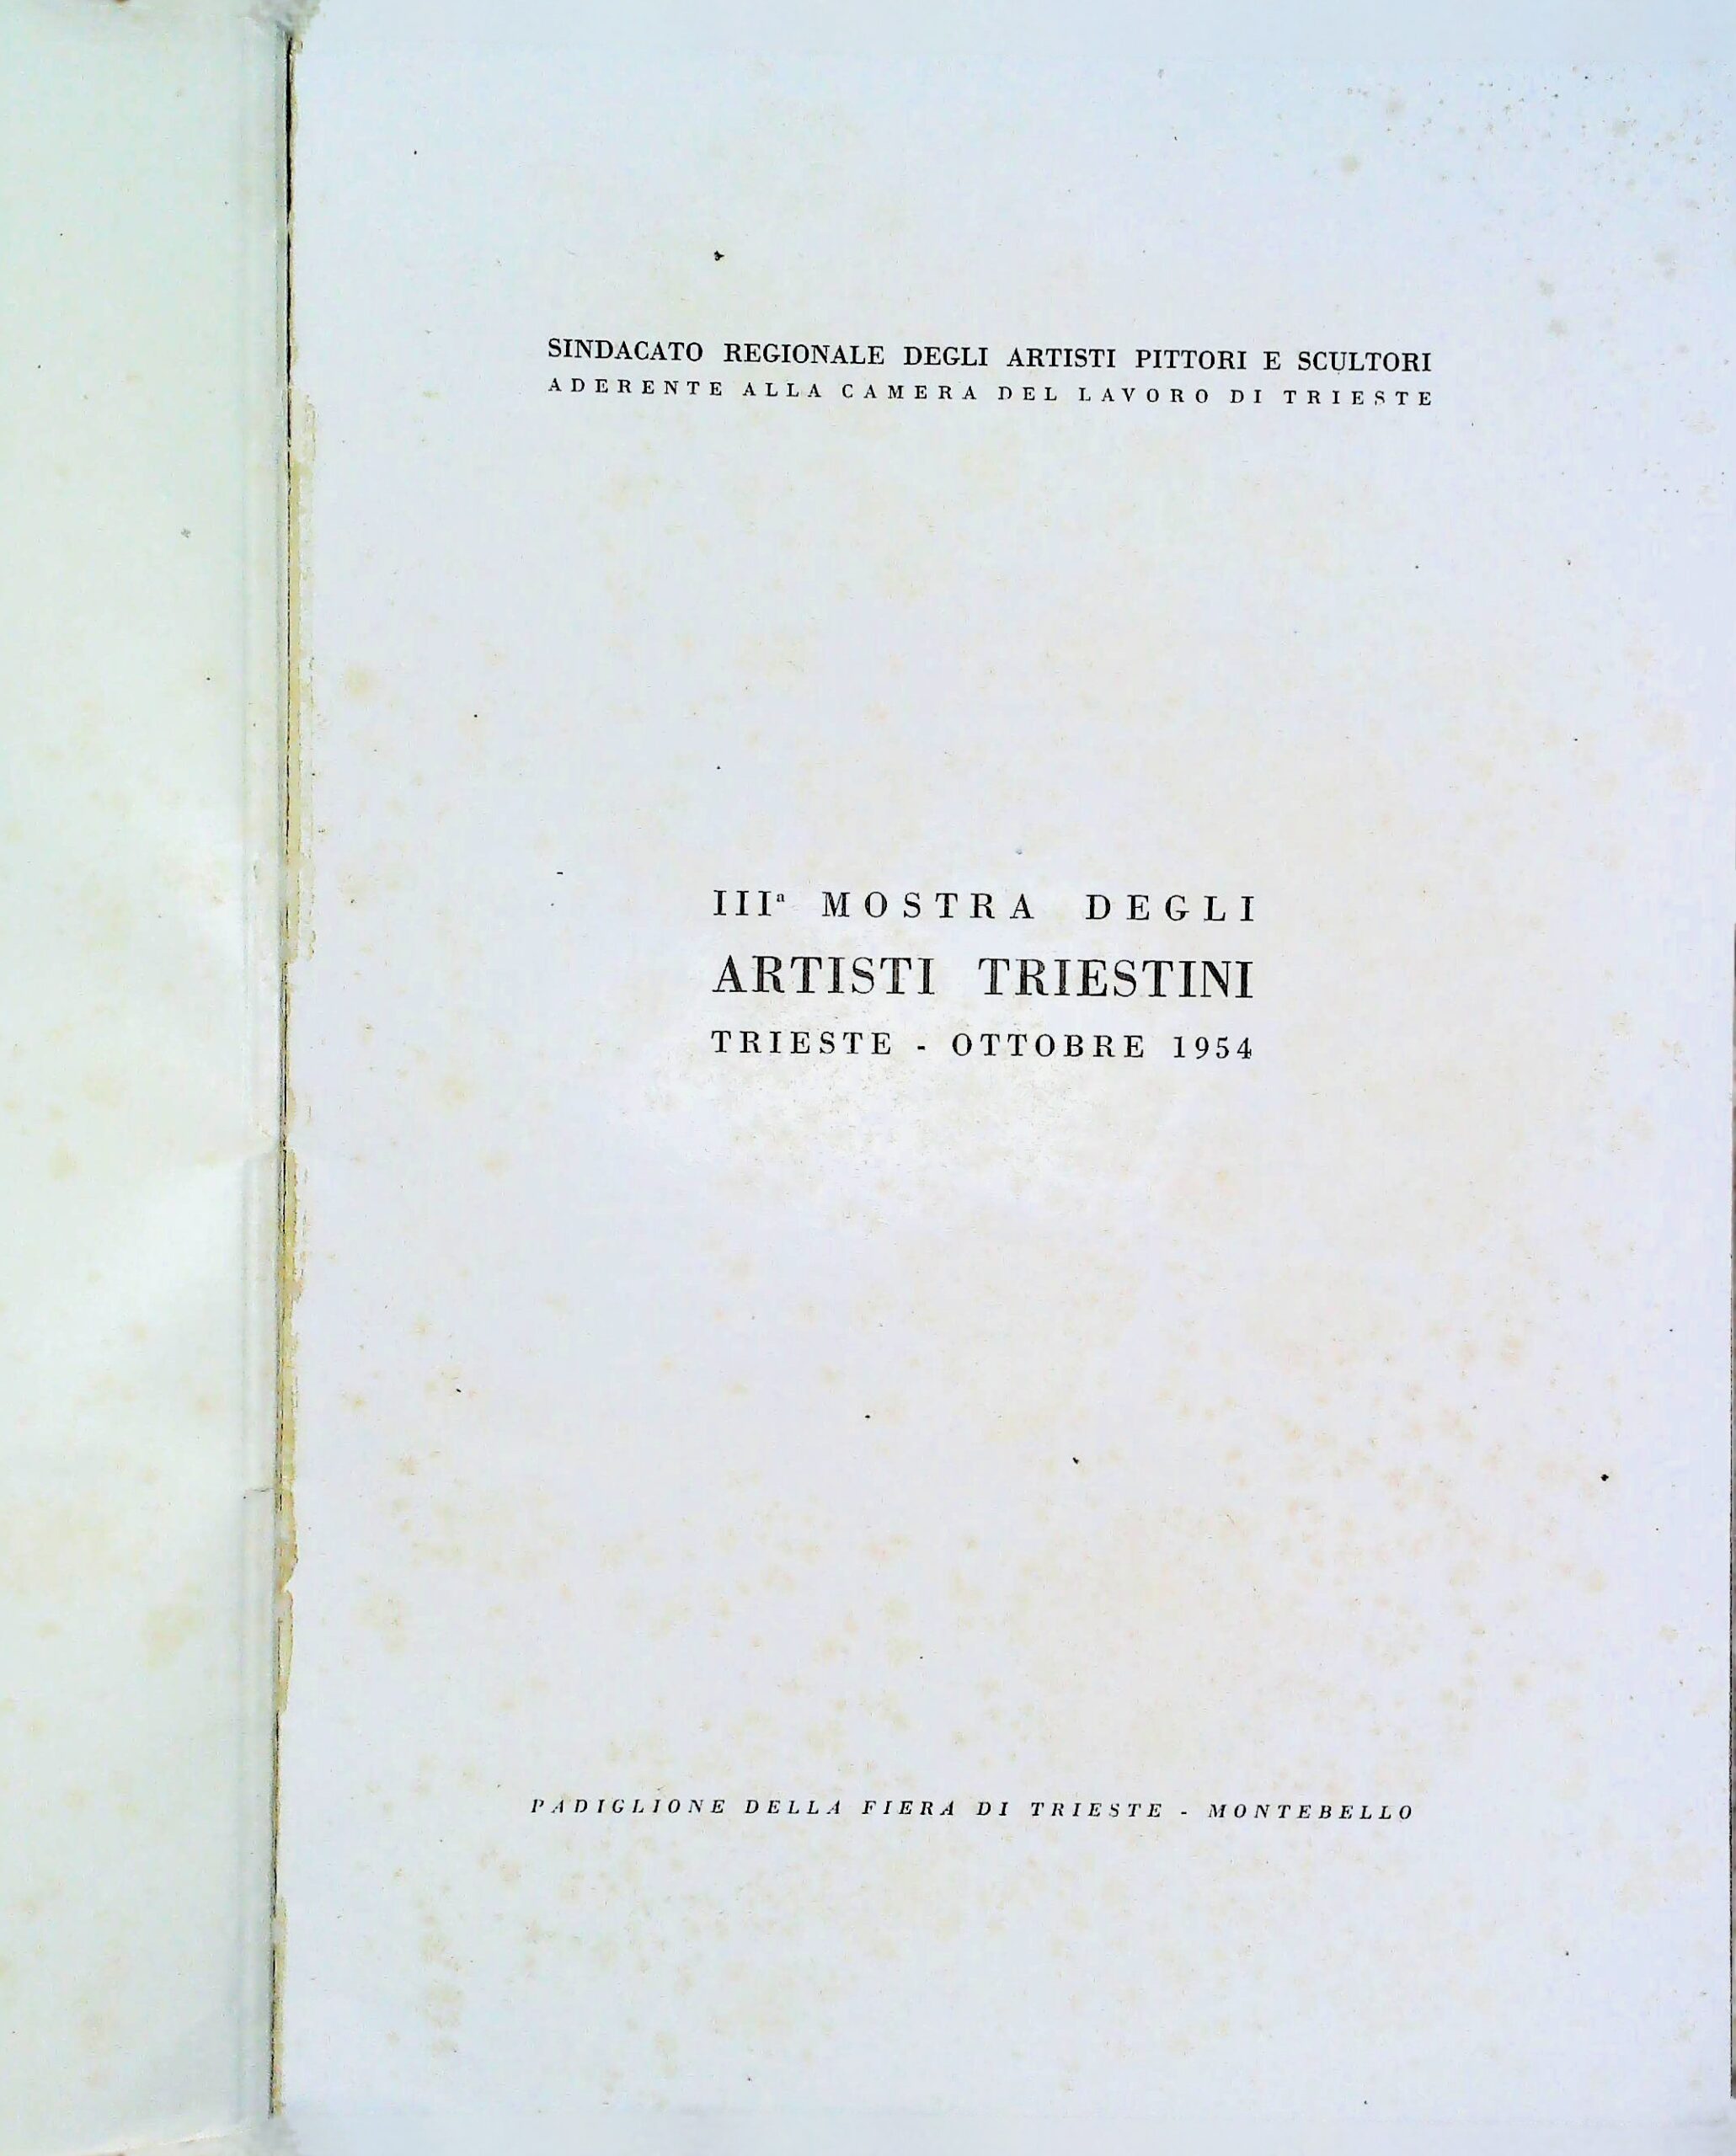 SINDACATO REGIONALE DEGLI ARTISTI PITTORI E SCULTORI
ADERENTE ALLA CAMERA DEL LAVORO DI TRIESTE
IIIª MOSTRA DEGLI
ARTISTI TRIESTINI
TRIESTE - OTTOBRE 1954
PADIGLIONE DELLA FIERA DI TRIESTE - MONTEBELLO